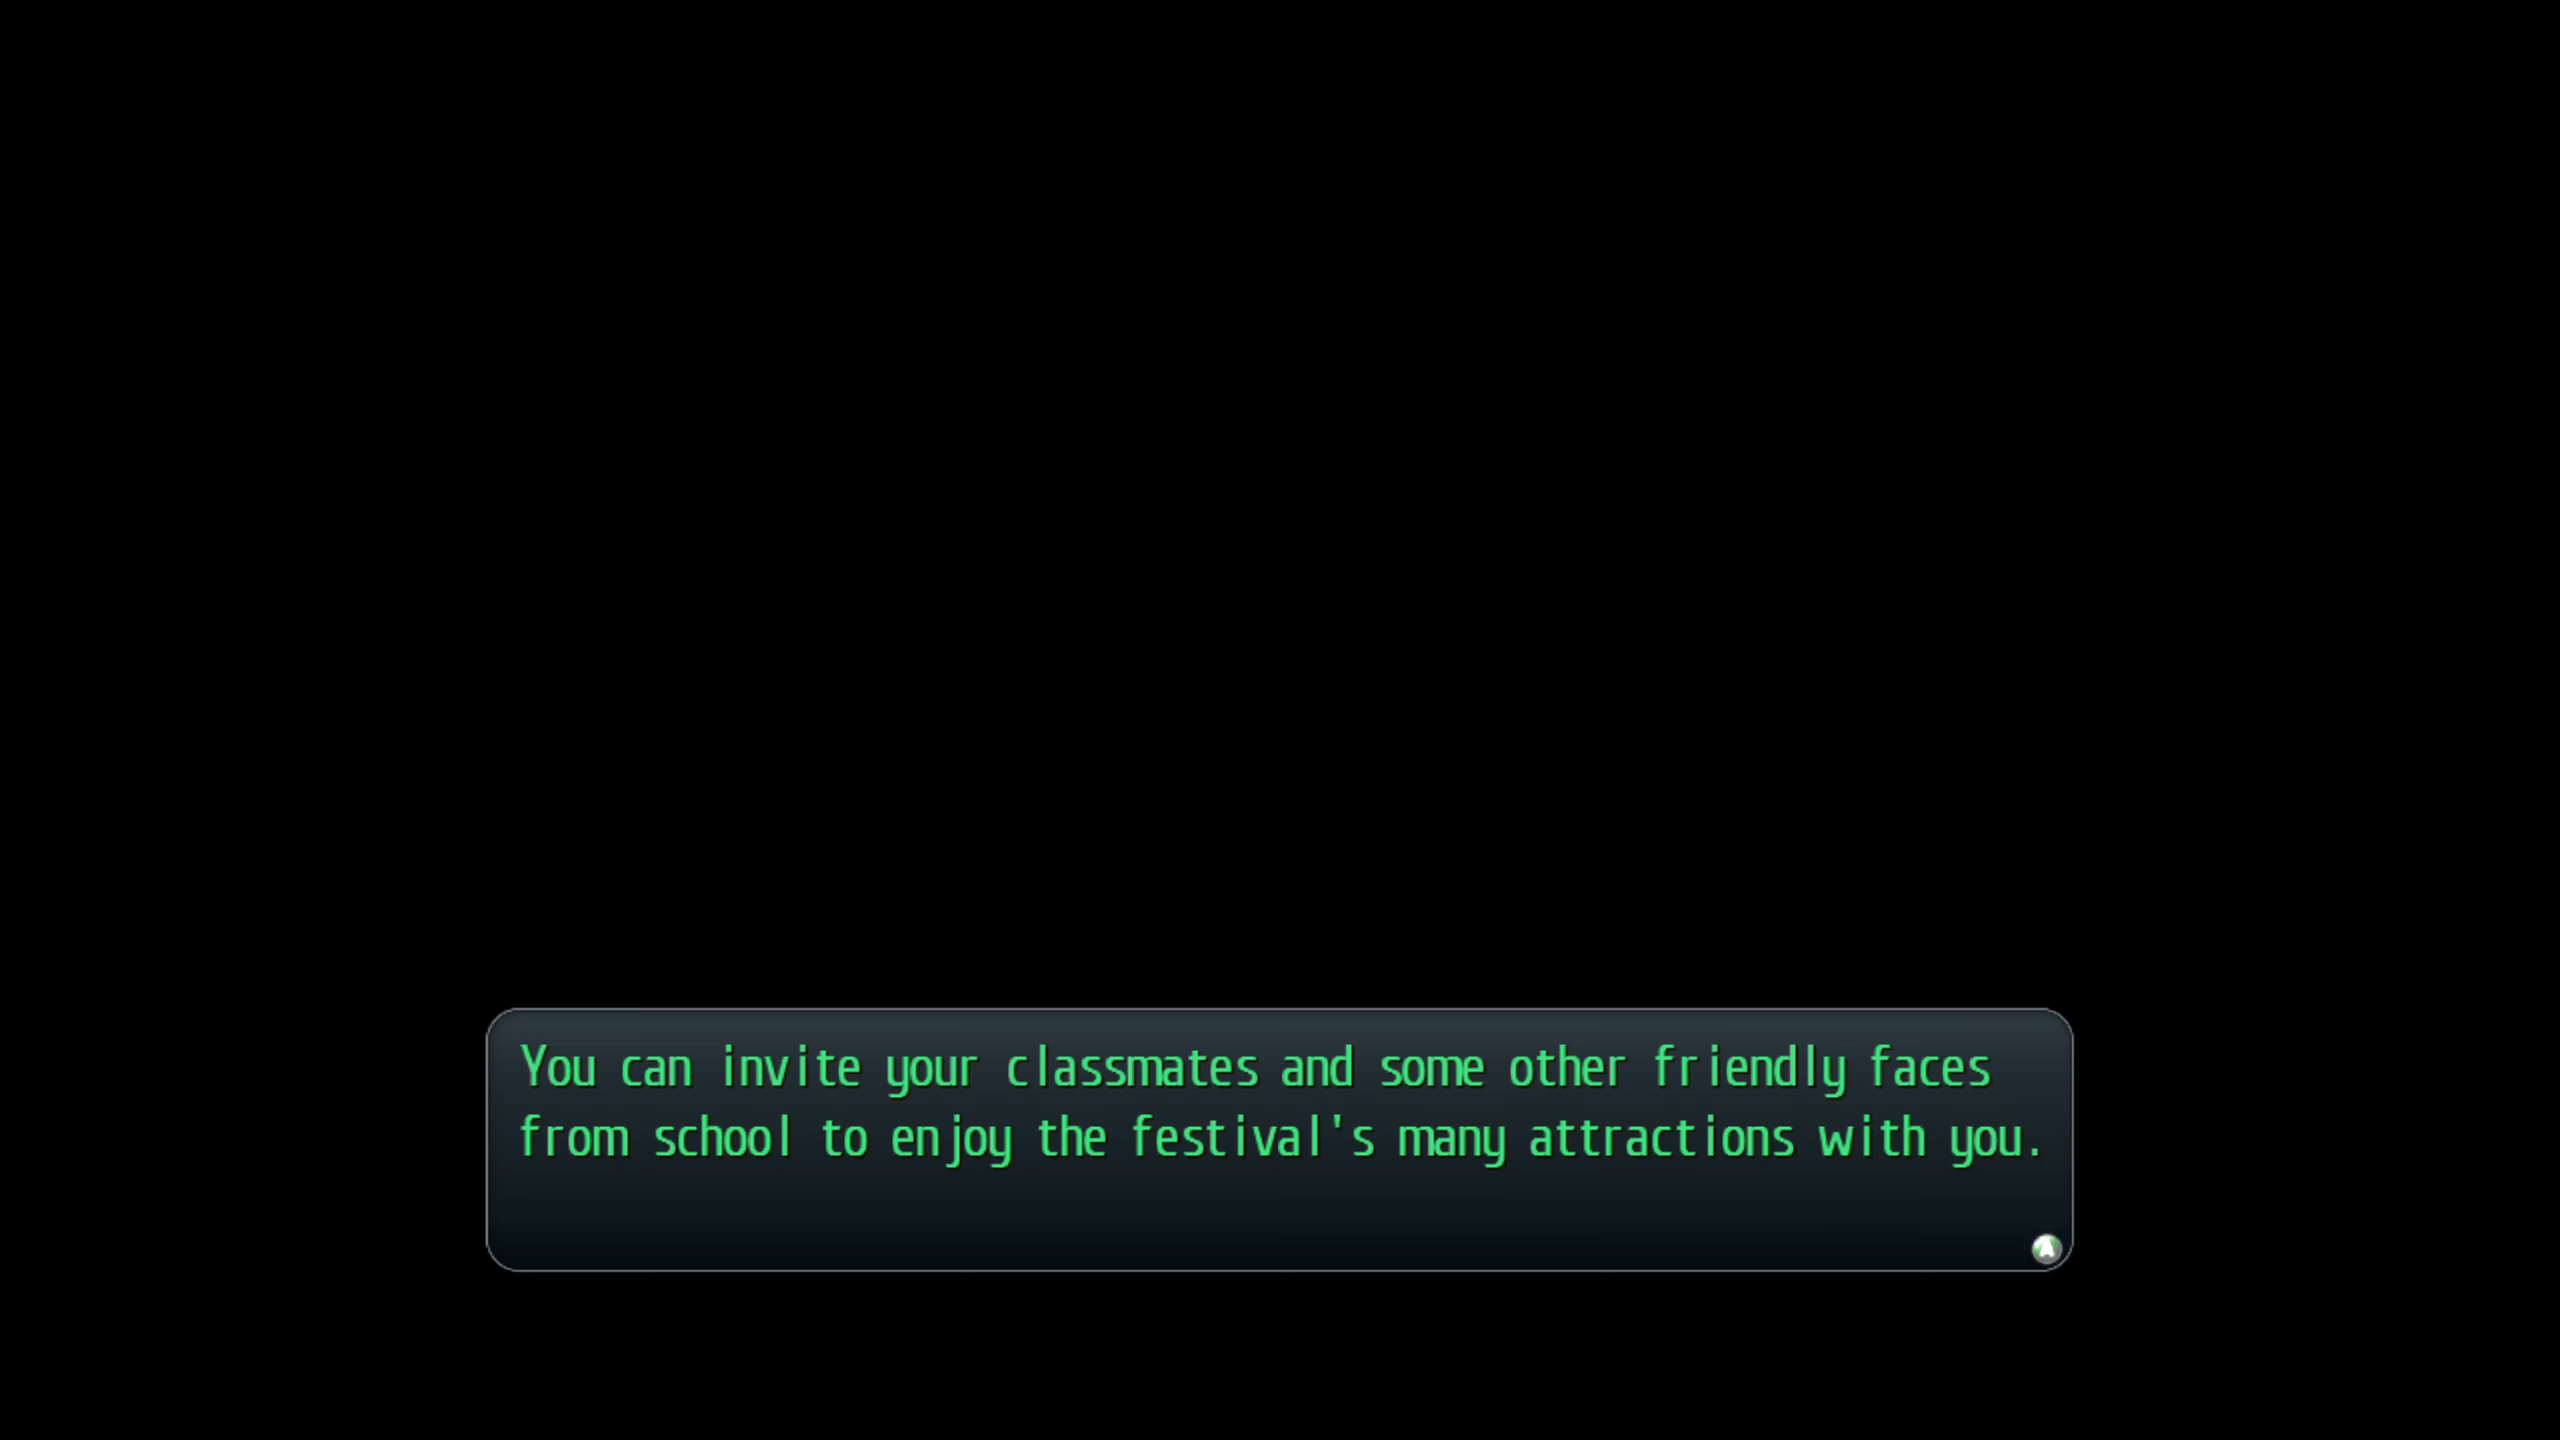 You can invite your classmates and some other friendly faces
from school to enjoy the festival's many attractions with you.
A